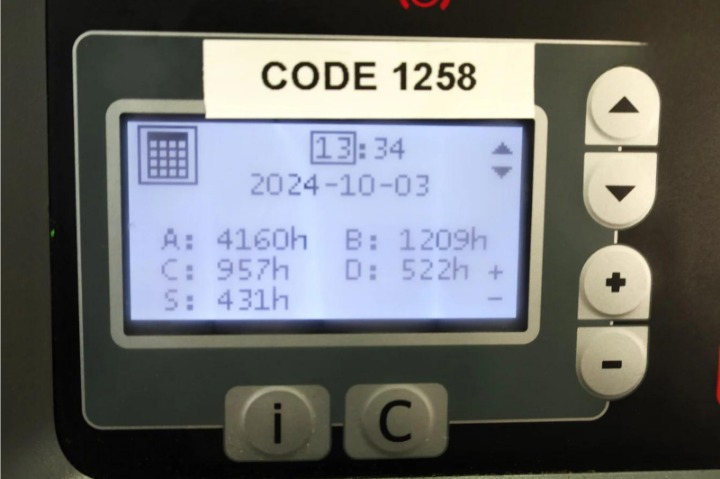 CODE 1258
13:34
2024-10-03
A: 4160h B: 1209h
C: 957h D: 522h +
S: 431h -
+
-
i C